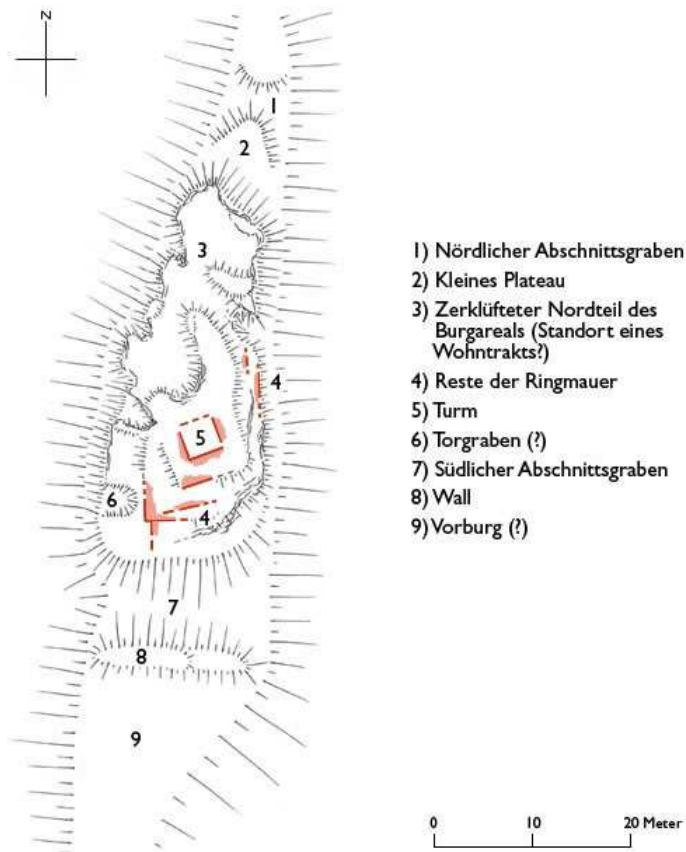 N
1
2
3
4
5
6
4
7
8
9
1) Nördlicher Abschnittsgraben
2) Kleines Plateau
3) Zerklüfteter Nordteil des
Burgareals (Standort eines
Wohntrakts?)
4) Reste der Ringmauer
5) Turm
6) Torgraben (?)
7) Südlicher Abschnittsgraben
8) Wall
9) Vorburg (?)
0 10 20 Meter